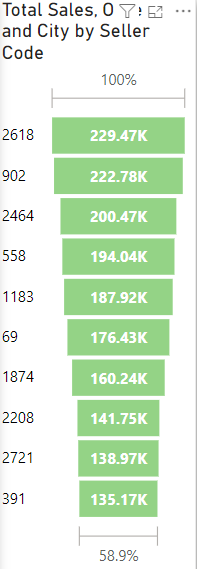 Total Sales, O e
and City by Seller
Code
100%
2618 229.47K
902 222.78K
2464 200.47K
558 194.04K
1183 187.92K
69 176.43K
1874 160.24K
2208 141.75K
2721 138.97K
391 135.17K
58.9%